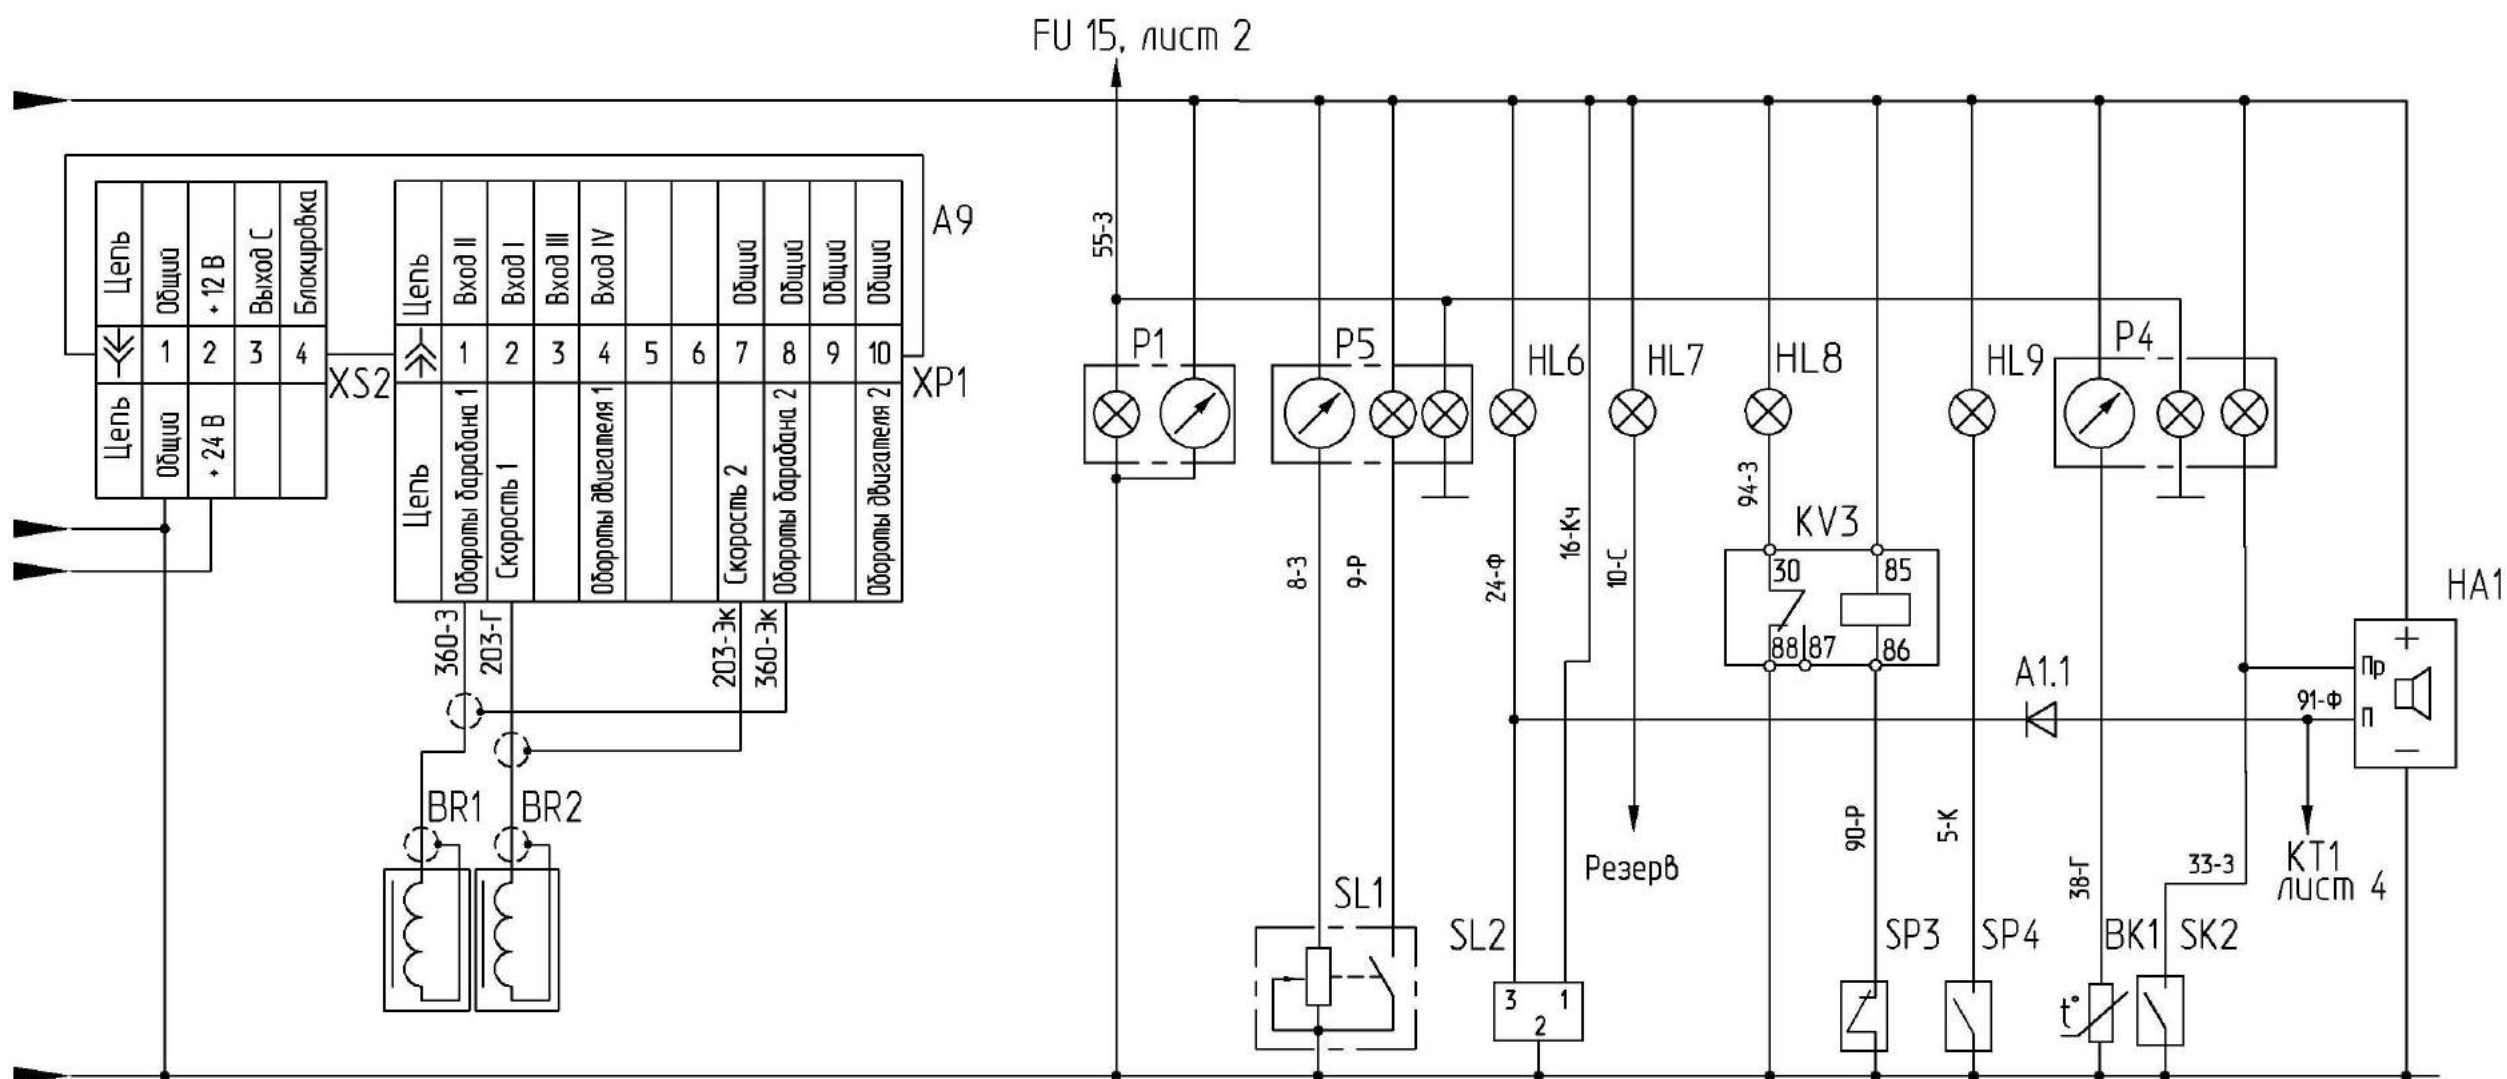 FU 15, лист 2
Цепь
Общий
+ 12 В
Выход С
Блокировка
1
2
3
4
Цепь
Общий
+ 24 В
XS2
Цепь
Вход II
Вход I
Вход III
Вход IV
Общий
Общий
Общий
Общий
1
2
3
4
5
6
7
8
9
10
Цепь
Обороты барабана 1
Скорость 1
Обороты двигателя 1
Скорость 2
Обороты барабана 2
Обороты двигателя 2
A9
XP1
360-З
203-Г
203-Эк
360-Эк
BR1
BR2
55-З
P1
P5
HL6
HL7
HL8
HL9
P4
94-З
KV3
30
85
88
87
86
8-З
9-Р
24-Ф
16-Кч
10-С
Резерв
HA1
+
Пр
П
—
A1.1
91-Ф
90-Р
5-К
38-Г
33-З
КТ1
лист 4
SL1
SL2
3
1
2
SP3
SP4
BK1
SK2
t°